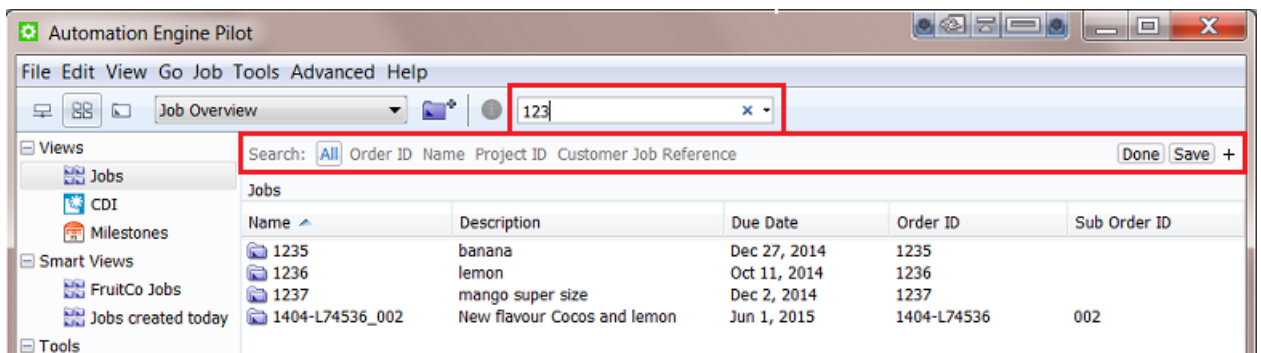 Automation Engine Pilot
File Edit View Go Job Tools Advanced Help
Job Overview 123
Views
Jobs
CDI
Milestones
Smart Views
FruitCo Jobs
Jobs created today
Tools
Search: All Order ID Name Project ID Customer Job Reference Done Save +
Jobs
Name Description Due Date Order ID Sub Order ID
1235 banana Dec 27, 2014 1235
1236 lemon Oct 11, 2014 1236
1237 mango super size Dec 2, 2014 1237
1404-L74536_002 New flavour Cocos and lemon Jun 1, 2015 1404-L74536 002